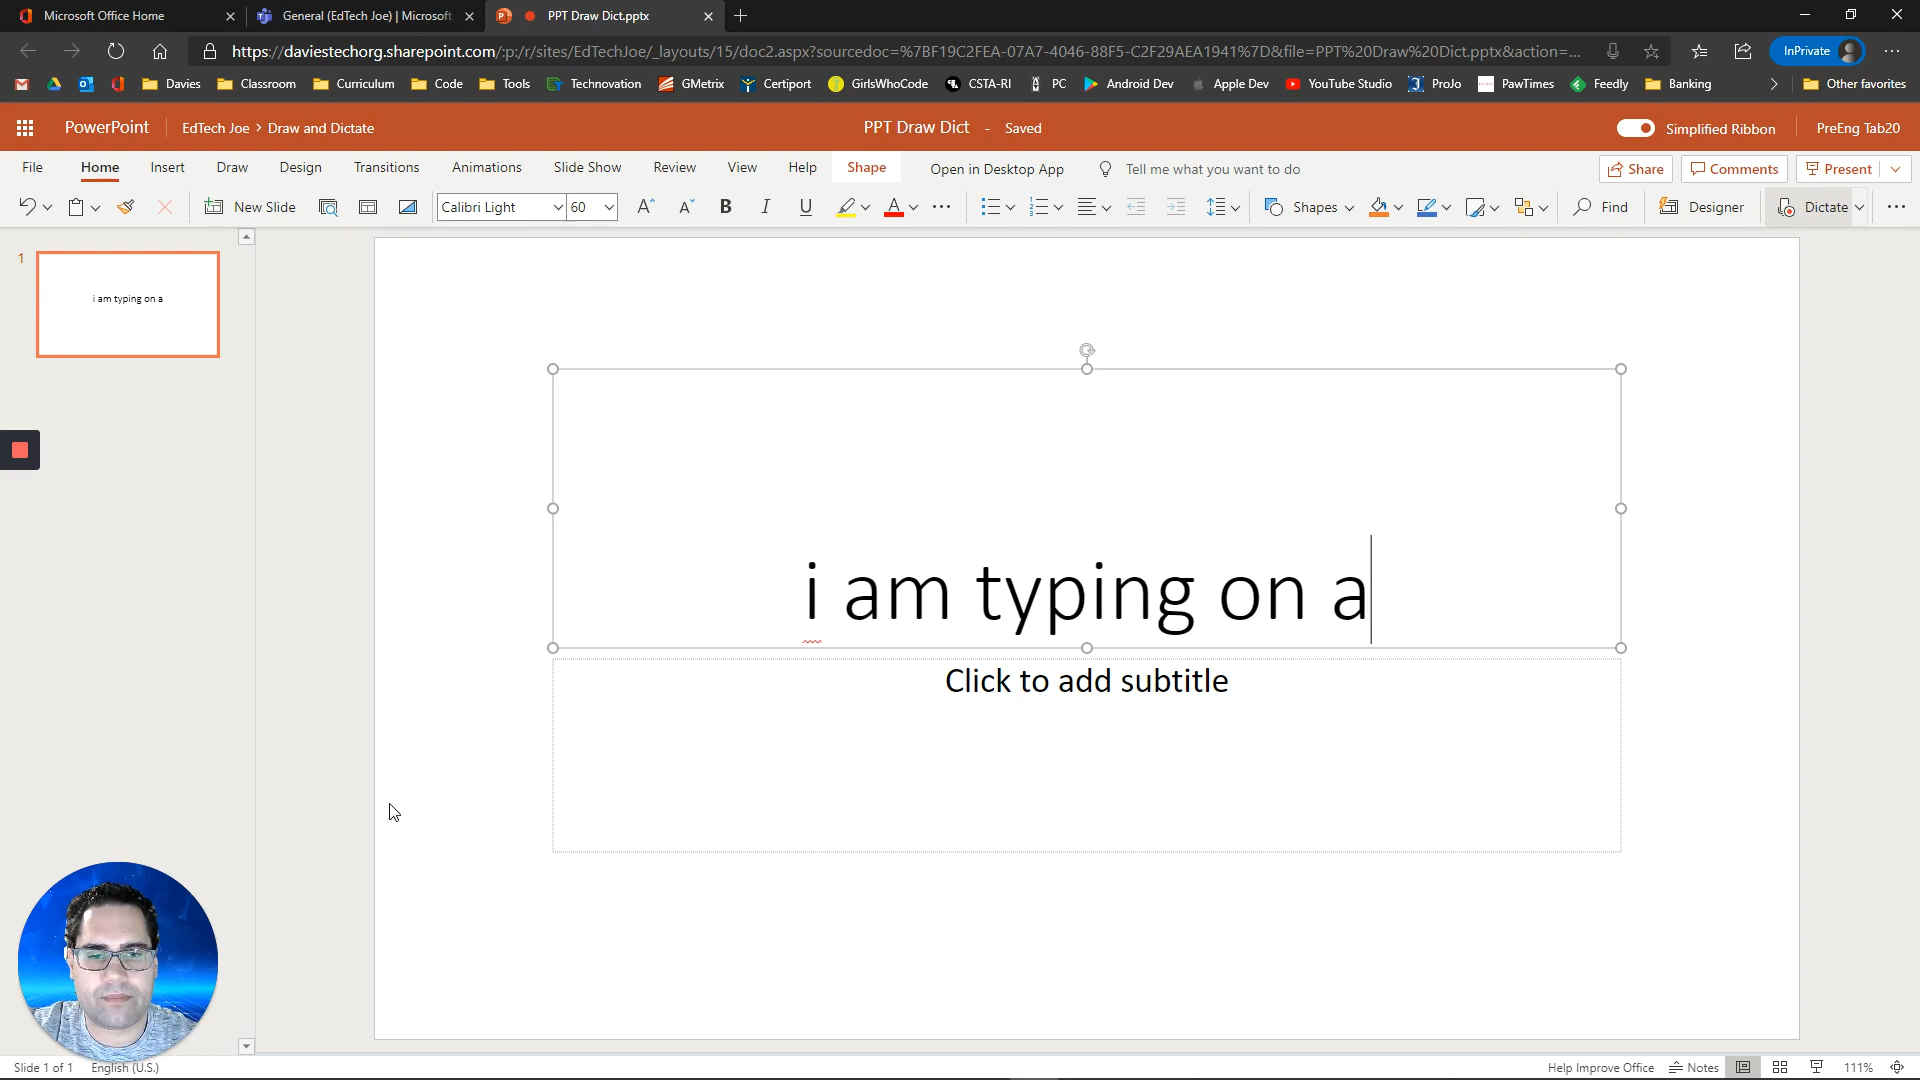 Microsoft Office Home
General (EdTech Joe) | Microsoft
PPT Draw Dict.pptx
https://daviestechorg.sharepoint.com/:p:/r/sites/EdTechJoe/_layouts/15/doc2.aspx?sourcedoc=%7BF19C2FEA-07A7-4046-88F5-C2F29AEA1941%7D&file=PPT%20Draw%20Dict.pptx&action=...
InPrivate
Davies Classroom Curriculum Code Tools Technovation GMetrix Certiport GirlsWhoCode CSTA-RI PC Android Dev Apple Dev YouTube Studio ProJo PawTimes Feedly Banking Other favorites
PowerPoint EdTech Joe > Draw and Dictate PPT Draw Dict - Saved Simplified Ribbon PreEng Tab20
File Home Insert Draw Design Transitions Animations Slide Show Review View Help Shape Open in Desktop App Tell me what you want to do Share Comments Present
New Slide Calibri Light 60 A A B I U A Shapes Find Designer Dictate
1
i am typing on a
i am typing on a
Click to add subtitle
Slide 1 of 1 English (U.S.) Help Improve Office Notes 111%